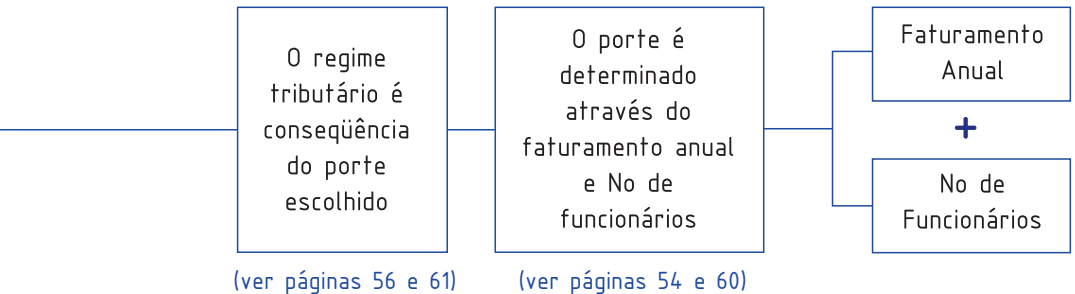 O regime
tributário é
conseqüência
do porte
escolhido
(ver páginas 56 e 61)
O porte é
determinado
através do
faturamento anual
e No de
funcionários
(ver páginas 54 e 60)
Faturamento
Anual
+
No de
Funcionários